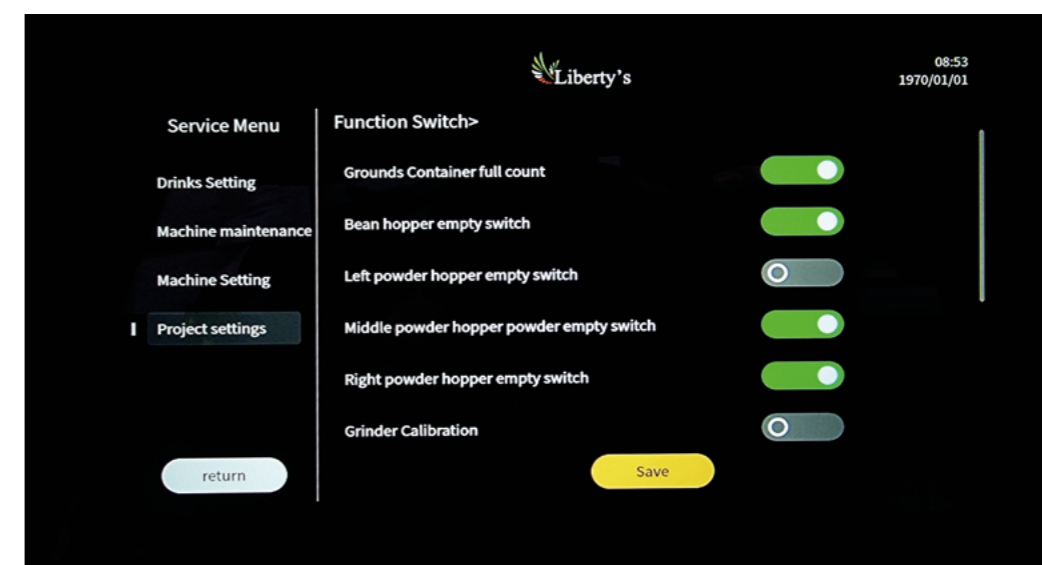 Liberty's
08:53
1970/01/01
Service Menu
Drinks Setting
Machine maintenance
Machine Setting
Project settings
return
Function Switch>
Grounds Container full count
Bean hopper empty switch
Left powder hopper empty switch
Middle powder hopper powder empty switch
Right powder hopper empty switch
Grinder Calibration
Save